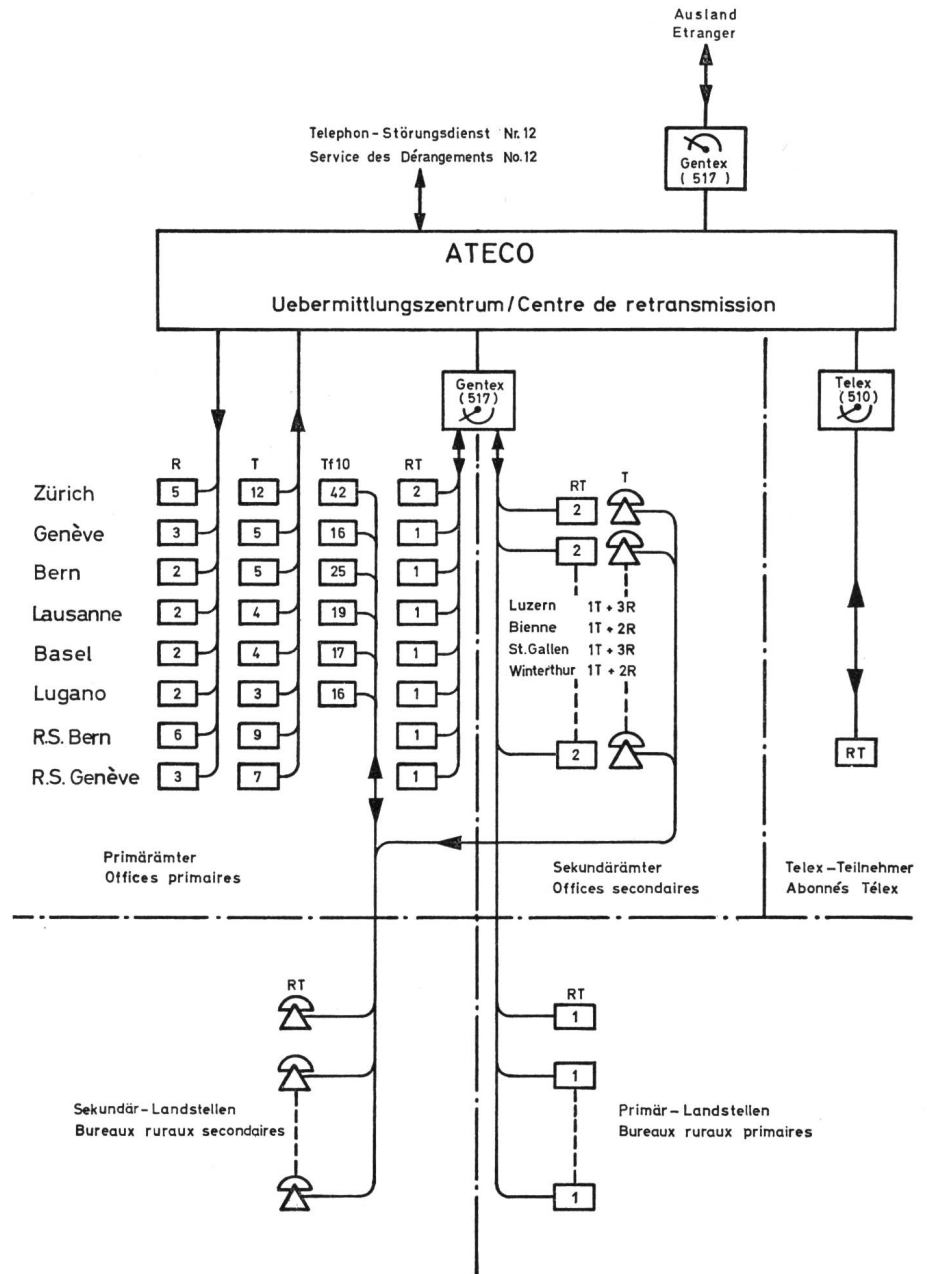 Ausland
Etranger
Telephon - Störungsdienst Nr. 12
Service des Dérangements No. 12
Gentex
( 517 )
ATECO
Uebermittlungszentrum / Centre de retransmission
Gentex
(517)
Telex
(510)
R T Tf10 RT
Zürich 5 12 42 2
Genève 3 5 16 1
Bern 2 5 25 1
Lausanne 2 4 19 1
Basel 2 4 17 1
Lugano 2 3 16 1
R.S. Bern 6 9 1
R.S. Genève 3 7 1
RT T
2
2
Luzern 1T + 3R
Bienne 1T + 2R
St. Gallen 1T + 3R
Winterthur 1T + 2R
2
RT
Primärämter
Offices primaires
Sekundärämter
Offices secondaires
Telex - Teilnehmer
Abonnés Télex
RT
Sekundär - Landstellen
Bureaux ruraux secondaires
RT
1
1
Primär - Landstellen
Bureaux ruraux primaires
1